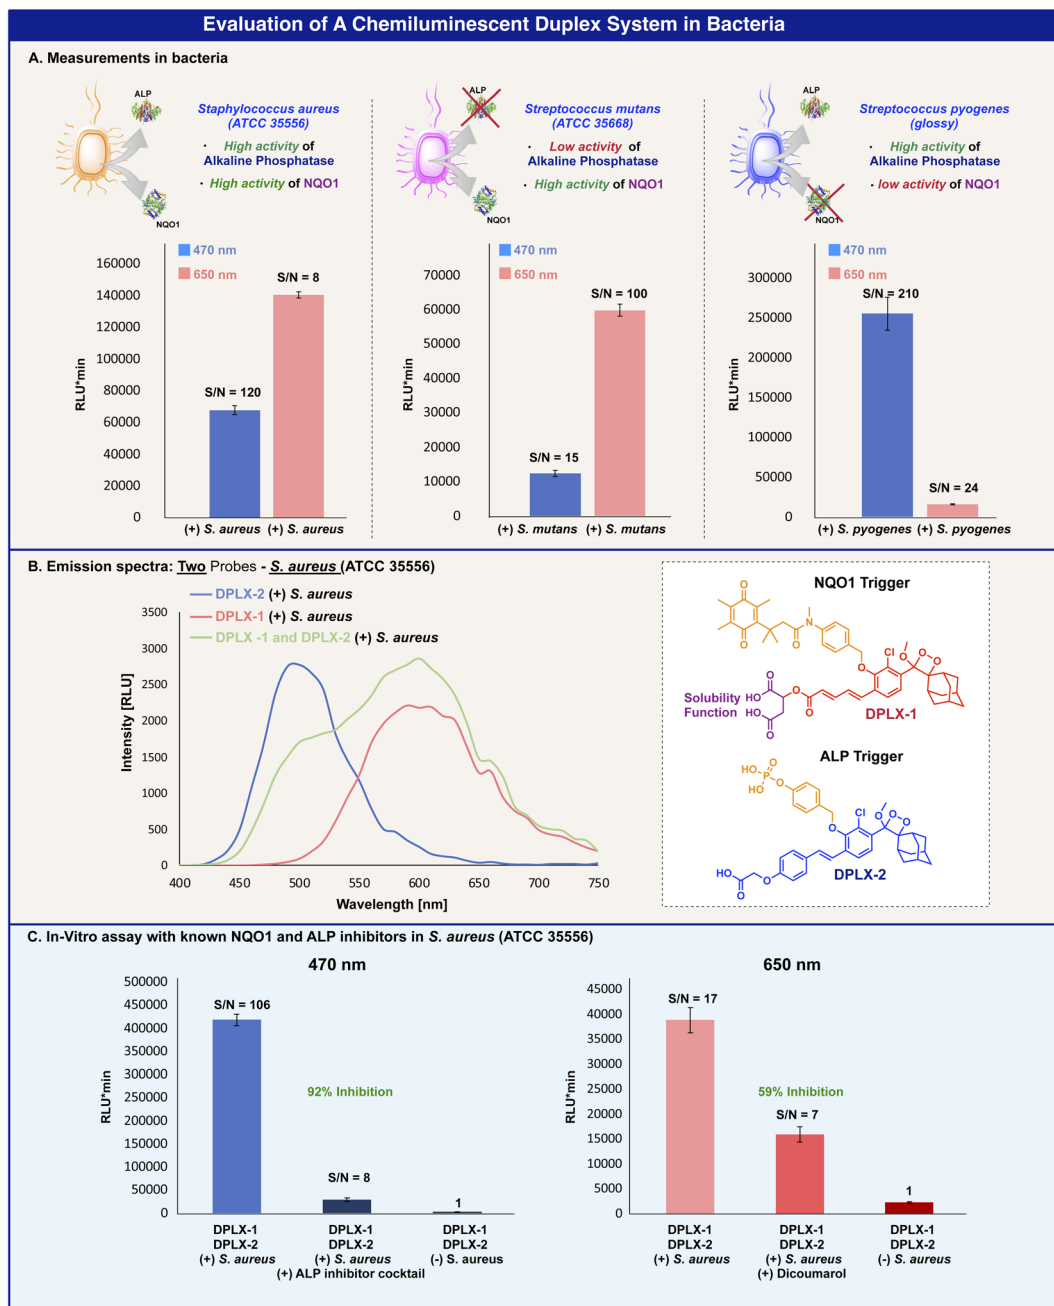 Evaluation of A Chemiluminescent Duplex System in Bacteria
A. Measurements in bacteria
ALP
NQO1
Staphylococcus aureus
(ATCC 35556)
· High activity of
Alkaline Phosphatase
· High activity of NQO1
470 nm
650 nm
160000
140000
120000
100000
80000
60000
40000
20000
0
RLU*min
S/N = 120
S/N = 8
(+) S. aureus (+) S. aureus
ALP
NQO1
Streptococcus mutans
(ATCC 35668)
· Low activity of
Alkaline Phosphatase
· High activity of NQO1
470 nm
650 nm
70000
60000
50000
40000
30000
20000
10000
0
RLU*min
S/N = 15
S/N = 100
(+) S. mutans (+) S. mutans
ALP
NQO1
Streptococcus pyogenes
(glossy)
· High activity of
Alkaline Phosphatase
· low activity of NQO1
470 nm
650 nm
300000
250000
200000
150000
100000
50000
0
RLU*min
S/N = 210
S/N = 24
(+) S. pyogenes (+) S. pyogenes
B. Emission spectra: Two Probes - S. aureus (ATCC 35556)
DPLX-2 (+) S. aureus
DPLX-1 (+) S. aureus
DPLX -1 and DPLX-2 (+) S. aureus
3500
3000
2500
2000
1500
1000
500
0
Intensity [RLU]
400 450 500 550 600 650 700 750
Wavelength [nm]
NQO1 Trigger
O
O
O
N
O
Cl
O
O
O
Solubility
Function
HO
O
HO
O
O
O
DPLX-1
ALP Trigger
HO
O
P
HO
O
O
Cl
O
O
O
HO
O
O
DPLX-2
C. In-Vitro assay with known NQO1 and ALP inhibitors in S. aureus (ATCC 35556)
470 nm
500000
450000
400000
350000
300000
250000
200000
150000
100000
50000
0
RLU*min
S/N = 106
92% Inhibition
S/N = 8
1
DPLX-1 DPLX-1 DPLX-1
DPLX-2 DPLX-2 DPLX-2
(+) S. aureus (+) S. aureus (-) S. aureus
(+) ALP inhibitor cocktail
650 nm
45000
40000
35000
30000
25000
20000
15000
10000
5000
0
RLU*min
S/N = 17
59% Inhibition
S/N = 7
1
DPLX-1 DPLX-1 DPLX-1
DPLX-2 DPLX-2 DPLX-2
(+) S. aureus (+) S. aureus (-) S. aureus
(+) Dicoumarol